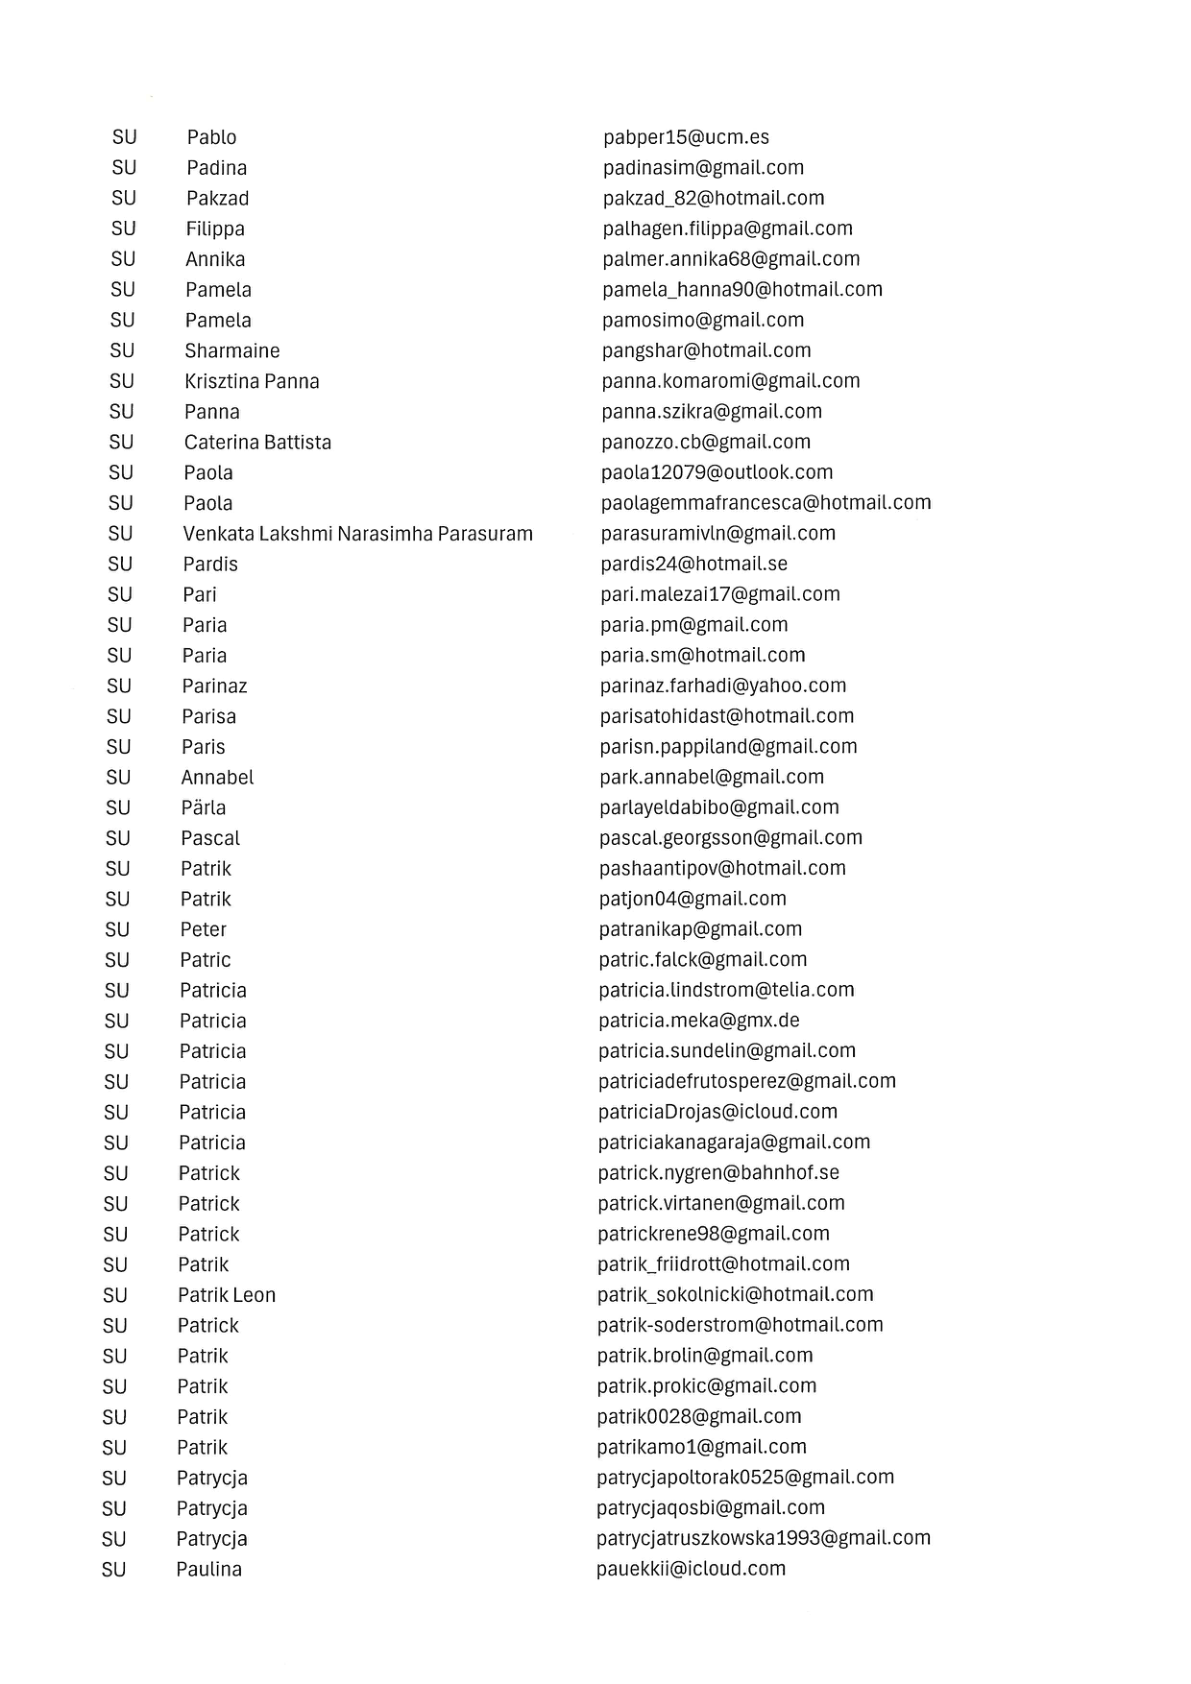 SU Pablo pabper15@ucm.es
SU Padina padinasim@gmail.com
SU Pakzad pakzad_82@hotmail.com
SU Filippa palhagen.filippa@gmail.com
SU Annika palmer.annika68@gmail.com
SU Pamela pamela_hanna90@hotmail.com
SU Pamela pamosimo@gmail.com
SU Sharmaine pangshar@hotmail.com
SU Krisztina Panna panna.komaromi@gmail.com
SU Panna panna.szikra@gmail.com
SU Caterina Battista panozzo.cb@gmail.com
SU Paola paola12079@outlook.com
SU Paola paolagemmafrancesca@hotmail.com
SU Venkata Lakshmi Narasimha Parasuram parasuramivln@gmail.com
SU Pardis pardis24@hotmail.se
SU Pari pari.malezai17@gmail.com
SU Paria paria.pm@gmail.com
SU Paria paria.sm@hotmail.com
SU Parinaz parinaz.farhadi@yahoo.com
SU Parisa parisatohidast@hotmail.com
SU Paris parisn.pappiland@gmail.com
SU Annabel park.annabel@gmail.com
SU Pärla parlayeldabibo@gmail.com
SU Pascal pascal.georgsson@gmail.com
SU Patrik pashaantipov@hotmail.com
SU Patrik patjon04@gmail.com
SU Peter patranikap@gmail.com
SU Patric patric.falck@gmail.com
SU Patricia patricia.lindstrom@telia.com
SU Patricia patricia.meka@gmx.de
SU Patricia patricia.sundelin@gmail.com
SU Patricia patriciadefrutosperez@gmail.com
SU Patricia patriciaDrojas@icloud.com
SU Patricia patriciakanagaraja@gmail.com
SU Patrick patrick.nygren@bahnhof.se
SU Patrick patrick.virtanen@gmail.com
SU Patrick patrickrene98@gmail.com
SU Patrik patrik_friidrott@hotmail.com
SU Patrik Leon patrik_sokolnicki@hotmail.com
SU Patrick patrik-soderstrom@hotmail.com
SU Patrik patrik.brolin@gmail.com
SU Patrik patrik.prokic@gmail.com
SU Patrik patrik0028@gmail.com
SU Patrik patrikamo1@gmail.com
SU Patrycja patrycjapoltorak0525@gmail.com
SU Patrycja patrycjaqosbi@gmail.com
SU Patrycja patrycjatruszkowska1993@gmail.com
SU Paulina pauekkii@icloud.com